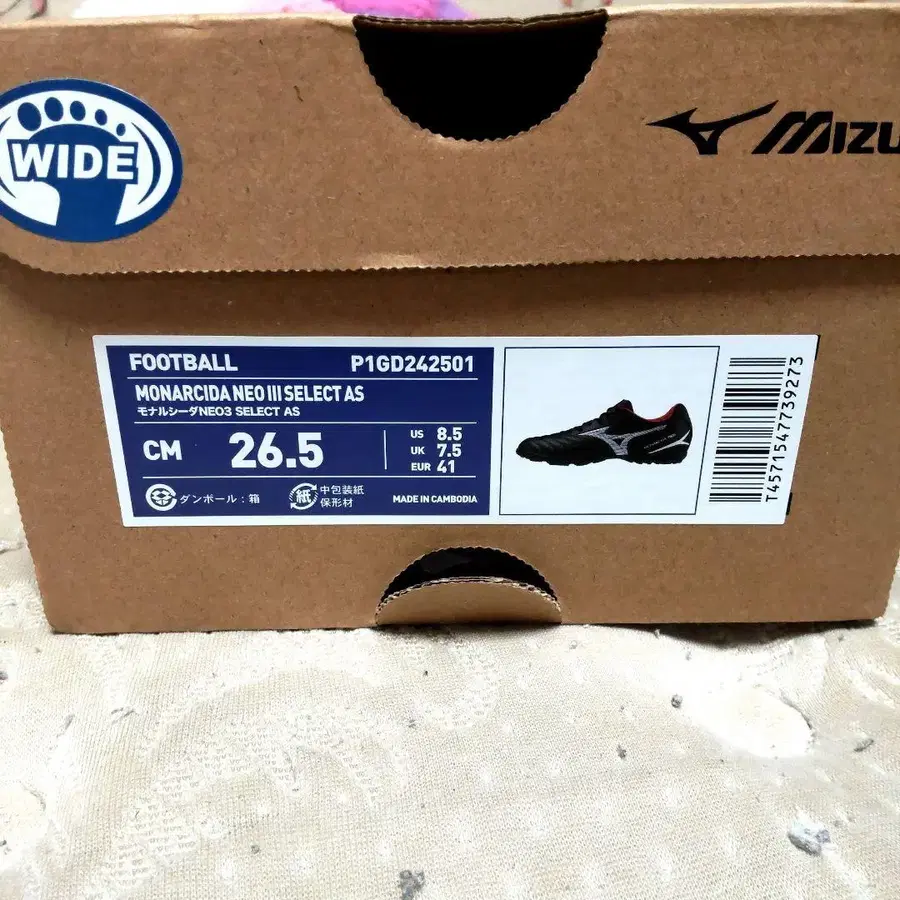 WIDE
MIZU
FOOTBALL P1GD242501
MONARCIDA NEO III SELECT AS
モナルシーダNEO3 SELECT AS
CM 26.5
US 8.5
UK 7.5
EUR 41
ダンボール：箱
紙 中包装紙
保形材
MADE IN CAMBODIA
T4571547739273